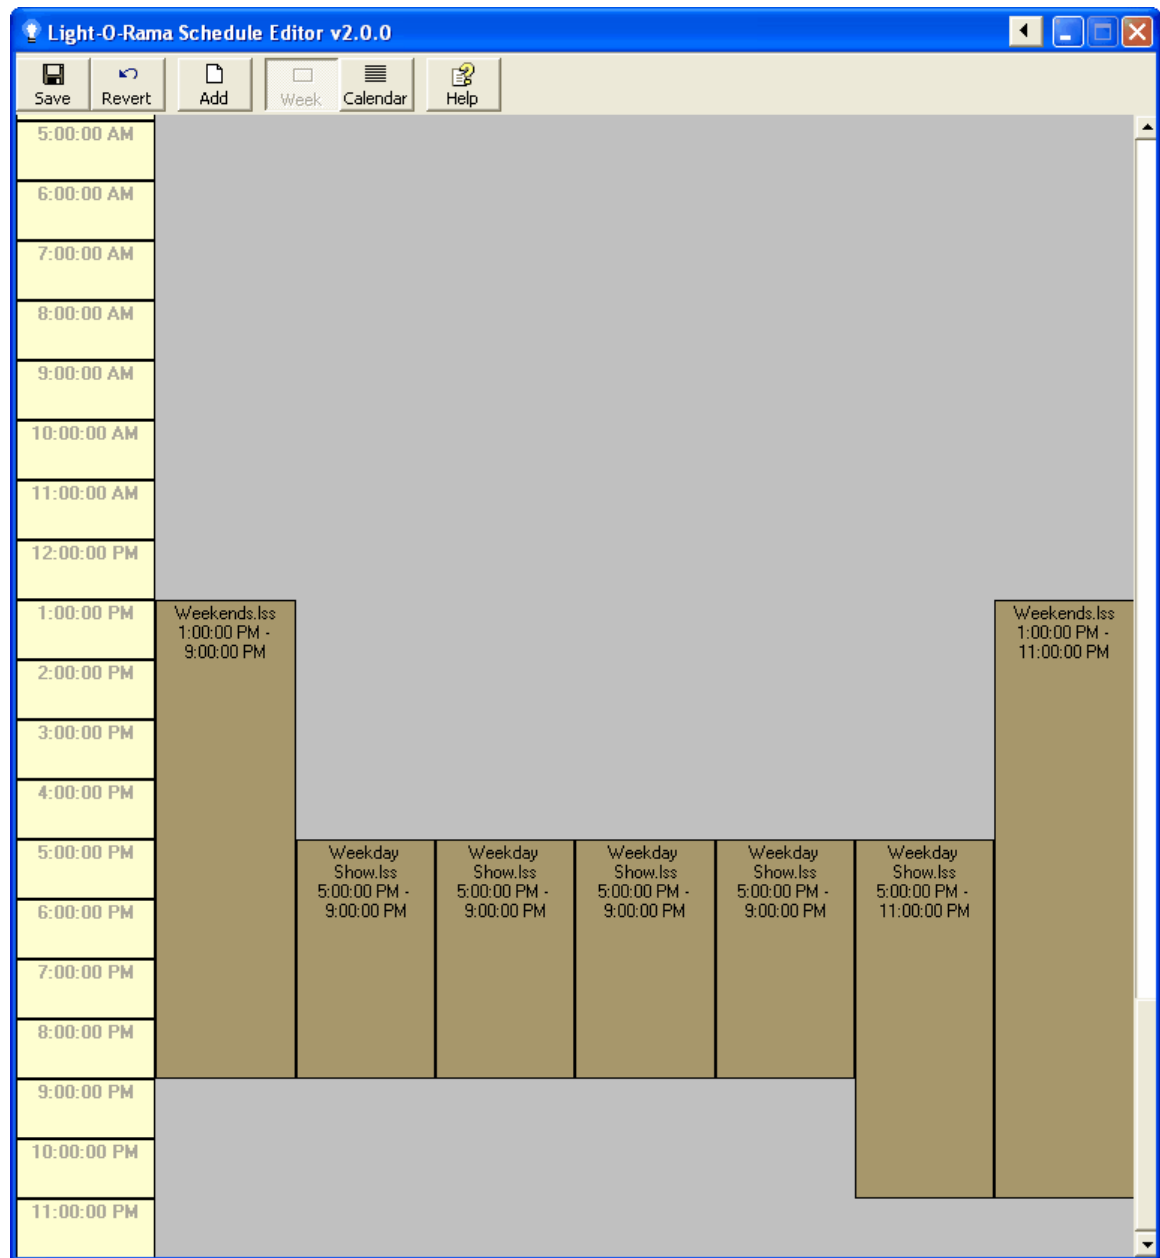 Light-O-Rama Schedule Editor v2.0.0
Save Revert Add Week Calendar Help
5:00:00 AM
6:00:00 AM
7:00:00 AM
8:00:00 AM
9:00:00 AM
10:00:00 AM
11:00:00 AM
12:00:00 PM
1:00:00 PM
2:00:00 PM
3:00:00 PM
4:00:00 PM
5:00:00 PM
6:00:00 PM
7:00:00 PM
8:00:00 PM
9:00:00 PM
10:00:00 PM
11:00:00 PM
Weekends.lss
1:00:00 PM -
9:00:00 PM
Weekday
Show.lss
5:00:00 PM -
9:00:00 PM
Weekday
Show.lss
5:00:00 PM -
9:00:00 PM
Weekday
Show.lss
5:00:00 PM -
9:00:00 PM
Weekday
Show.lss
5:00:00 PM -
9:00:00 PM
Weekday
Show.lss
5:00:00 PM -
11:00:00 PM
Weekends.lss
1:00:00 PM -
11:00:00 PM